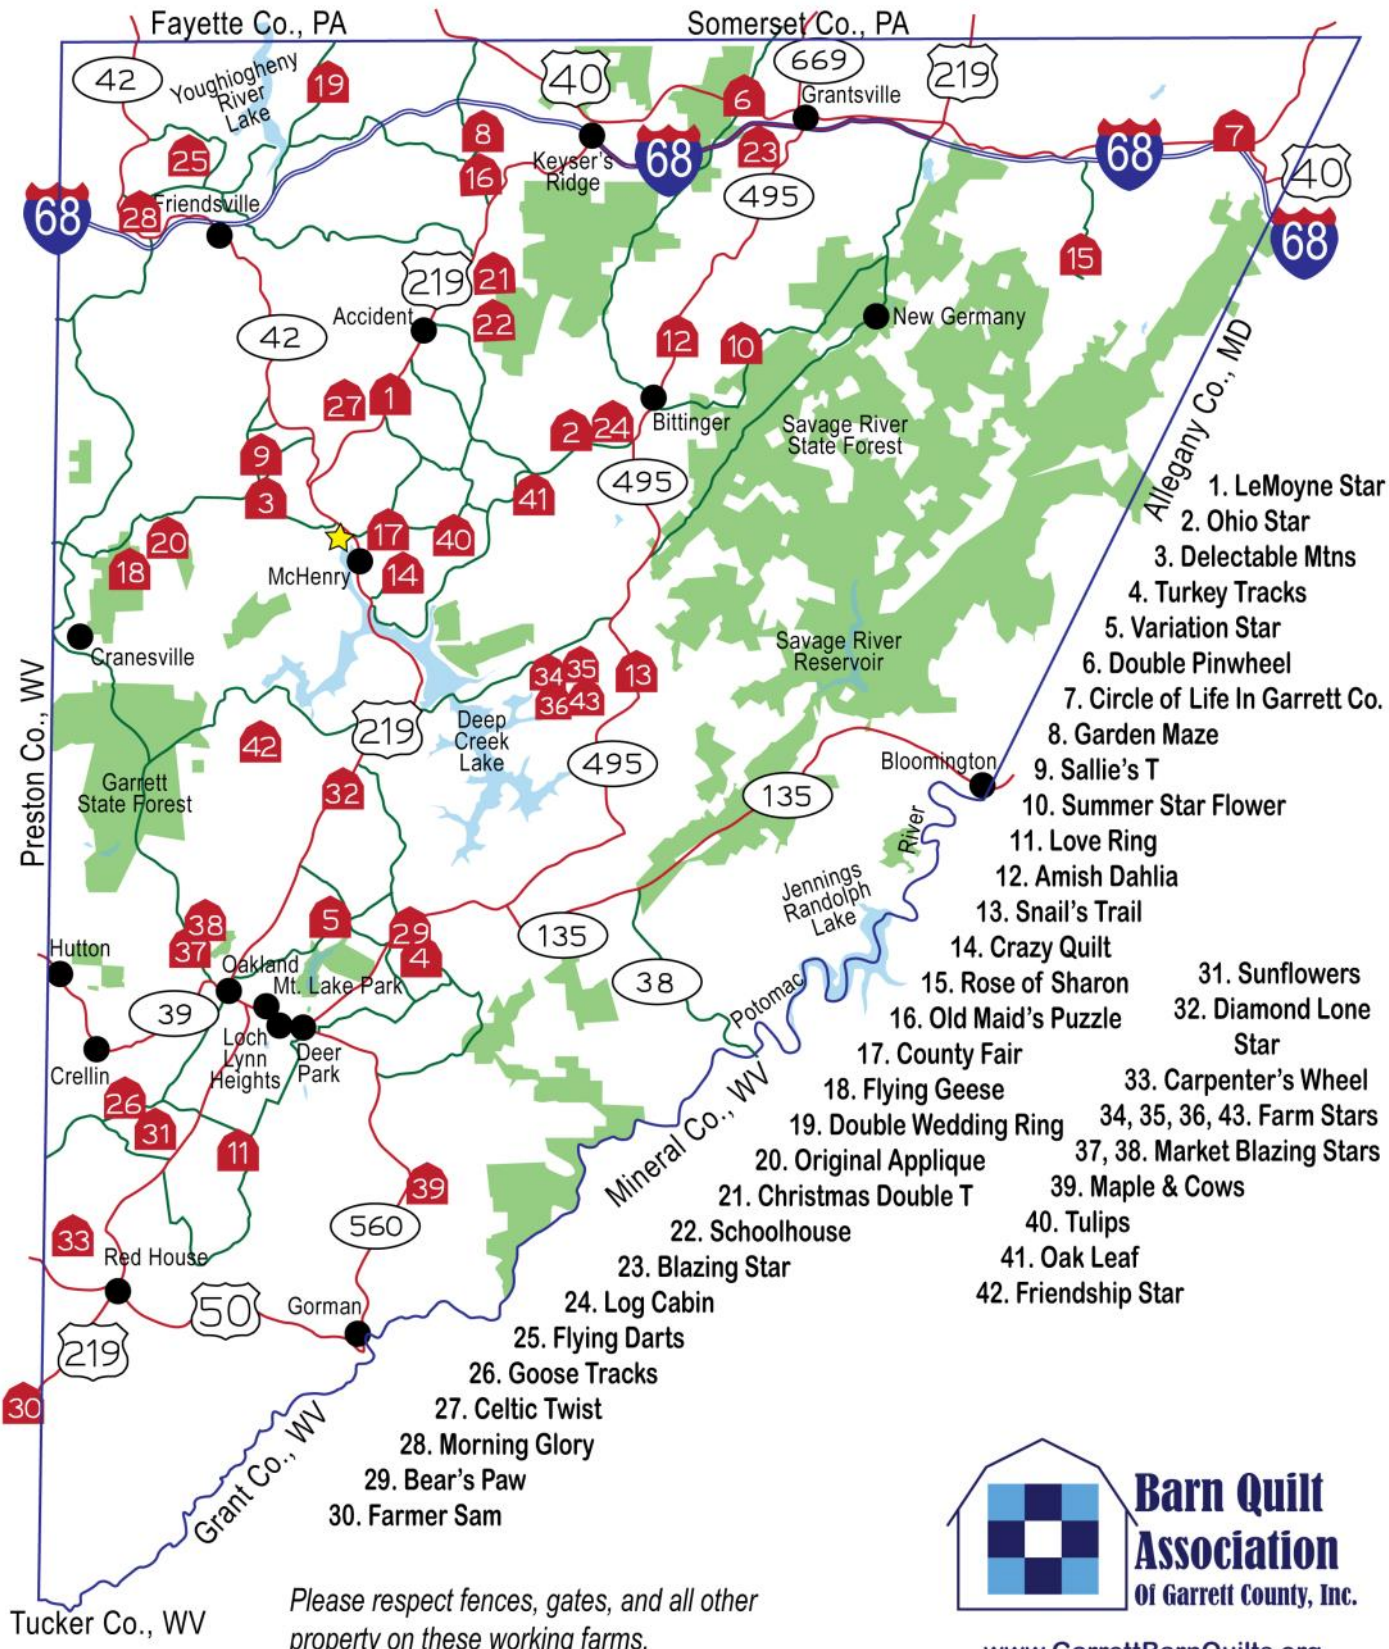 Fayette Co., PA
Somerset Co., PA
42
Youghiogheny
River
Lake
19
40
669
219
6
Grantsville
8
Keyser's
Ridge
68
23
68
7
40
25
16
495
68
28
Friendsville
68
15
219
21
Accident
22
42
12
10
New Germany
27
1
Bittinger
2
24
Savage River
State Forest
Allegany Co., MD
9
3
495
41
20
18
17
40
McHenry
14
Cranesville
Savage River
Reservoir
34
35
13
36
43
Preston Co., WV
219
Deep
Creek
Lake
42
495
Bloomington
Garrett
State Forest
32
135
River
Jennings
Randolph
Lake
38
37
5
29
4
135
Hutton
Oakland
Mt. Lake Park
38
Potomac
39
Loch
Lynn
Heights
Deer
Park
Crellin
26
31
11
Mineral Co., WV
39
33
560
Red House
50
Gorman
219
30
Grant Co., WV
Tucker Co., WV
1. LeMoyne Star
2. Ohio Star
3. Delectable Mtns
4. Turkey Tracks
5. Variation Star
6. Double Pinwheel
7. Circle of Life In Garrett Co.
8. Garden Maze
9. Sallie's T
10. Summer Star Flower
11. Love Ring
12. Amish Dahlia
13. Snail's Trail
14. Crazy Quilt
15. Rose of Sharon
16. Old Maid's Puzzle
17. County Fair
18. Flying Geese
19. Double Wedding Ring
20. Original Applique
21. Christmas Double T
22. Schoolhouse
23. Blazing Star
24. Log Cabin
25. Flying Darts
26. Goose Tracks
27. Celtic Twist
28. Morning Glory
29. Bear's Paw
30. Farmer Sam
31. Sunflowers
32. Diamond Lone
Star
33. Carpenter's Wheel
34, 35, 36, 43. Farm Stars
37, 38. Market Blazing Stars
39. Maple & Cows
40. Tulips
41. Oak Leaf
42. Friendship Star
Please respect fences, gates, and all other
property on these working farms.
Barn Quilt
Association
Of Garrett County, Inc.
www.GarrettBarnQuilts.org